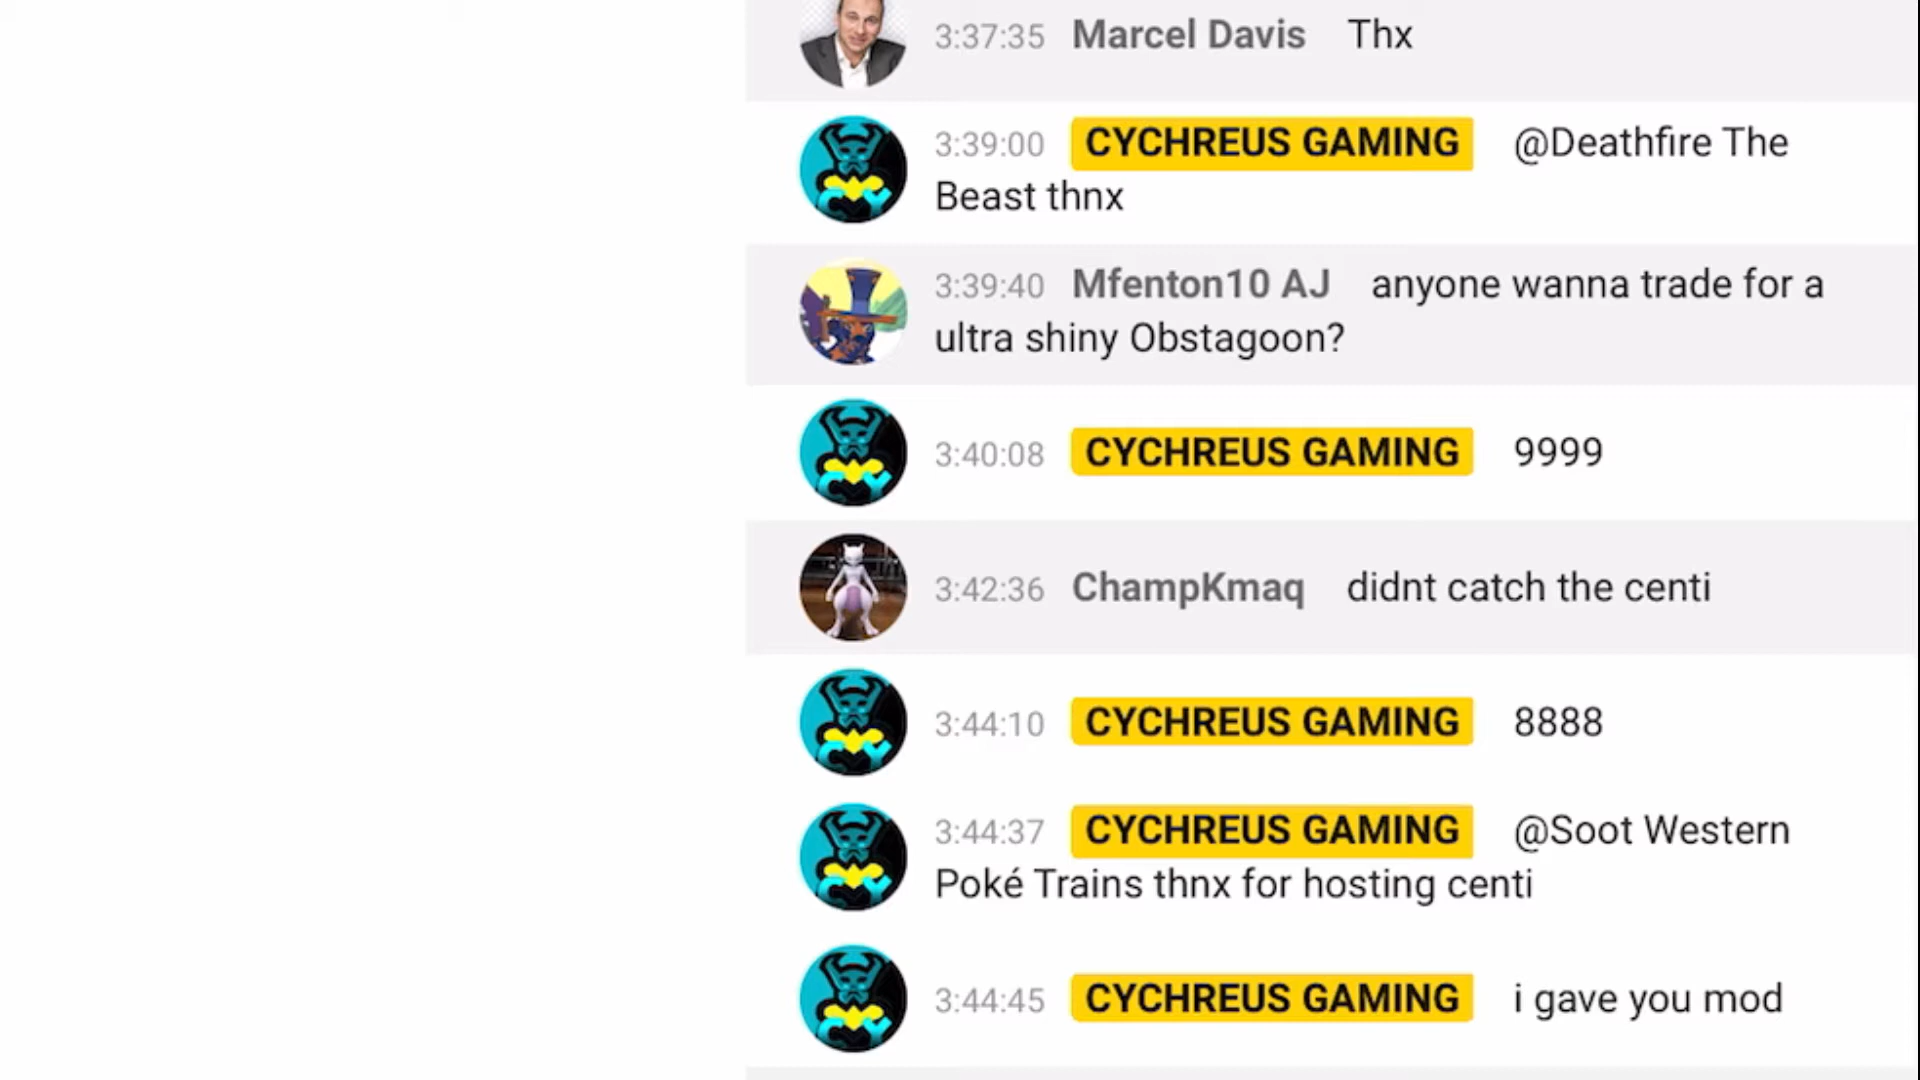 3:37:35 Marcel Davis Thx
3:39:00 CYCHREUS GAMING @Deathfire The
Beast thnx
3:39:40 Mfenton10 AJ anyone wanna trade for a
ultra shiny Obstagoon?
3:40:08 CYCHREUS GAMING 9999
3:42:36 ChampKmaq didnt catch the centi
3:44:10 CYCHREUS GAMING 8888
3:44:37 CYCHREUS GAMING @Soot Western
Poké Trains thnx for hosting centi
3:44:45 CYCHREUS GAMING i gave you mod